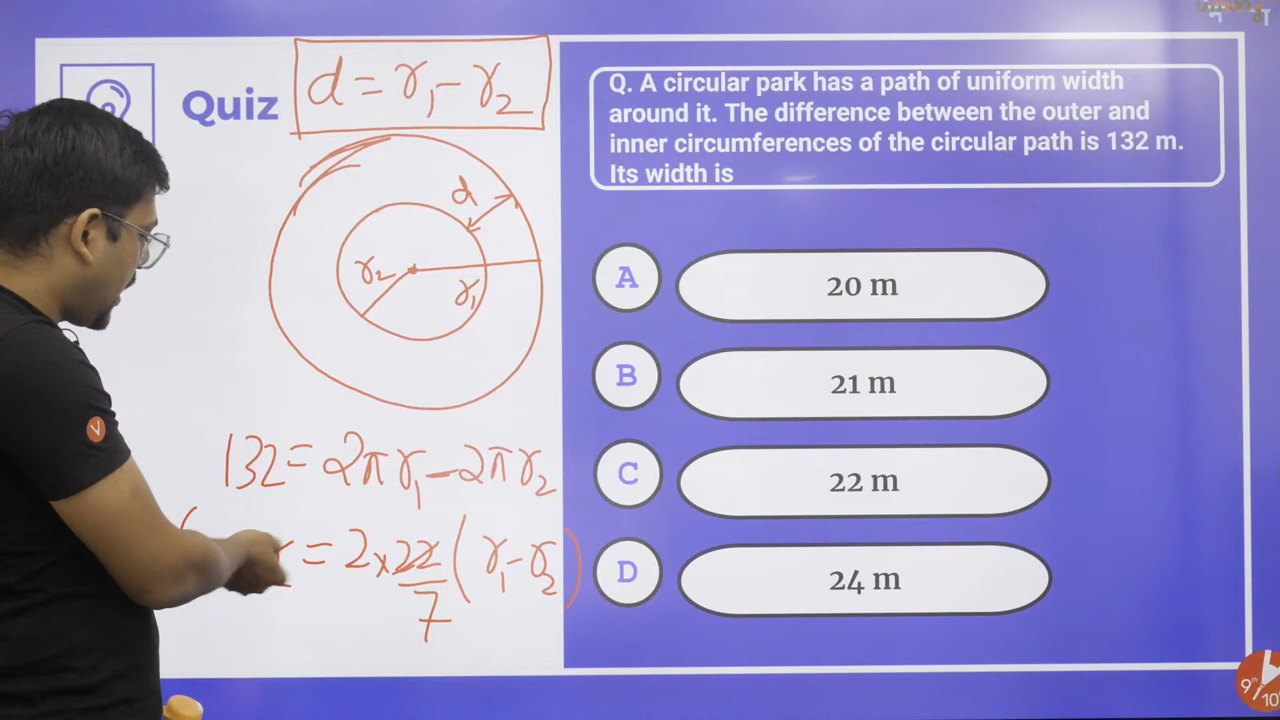 Quiz
d = r₁ - r₂
d
r₂
r₁
132 = 2πr₁ - 2πr₂
= 2 × 22/7 (r₁ - r₂)
Q. A circular park has a path of uniform width
around it. The difference between the outer and
inner circumferences of the circular path is 132 m.
Its width is
A 20 m
B 21 m
C 22 m
D 24 m
V
9th
10th